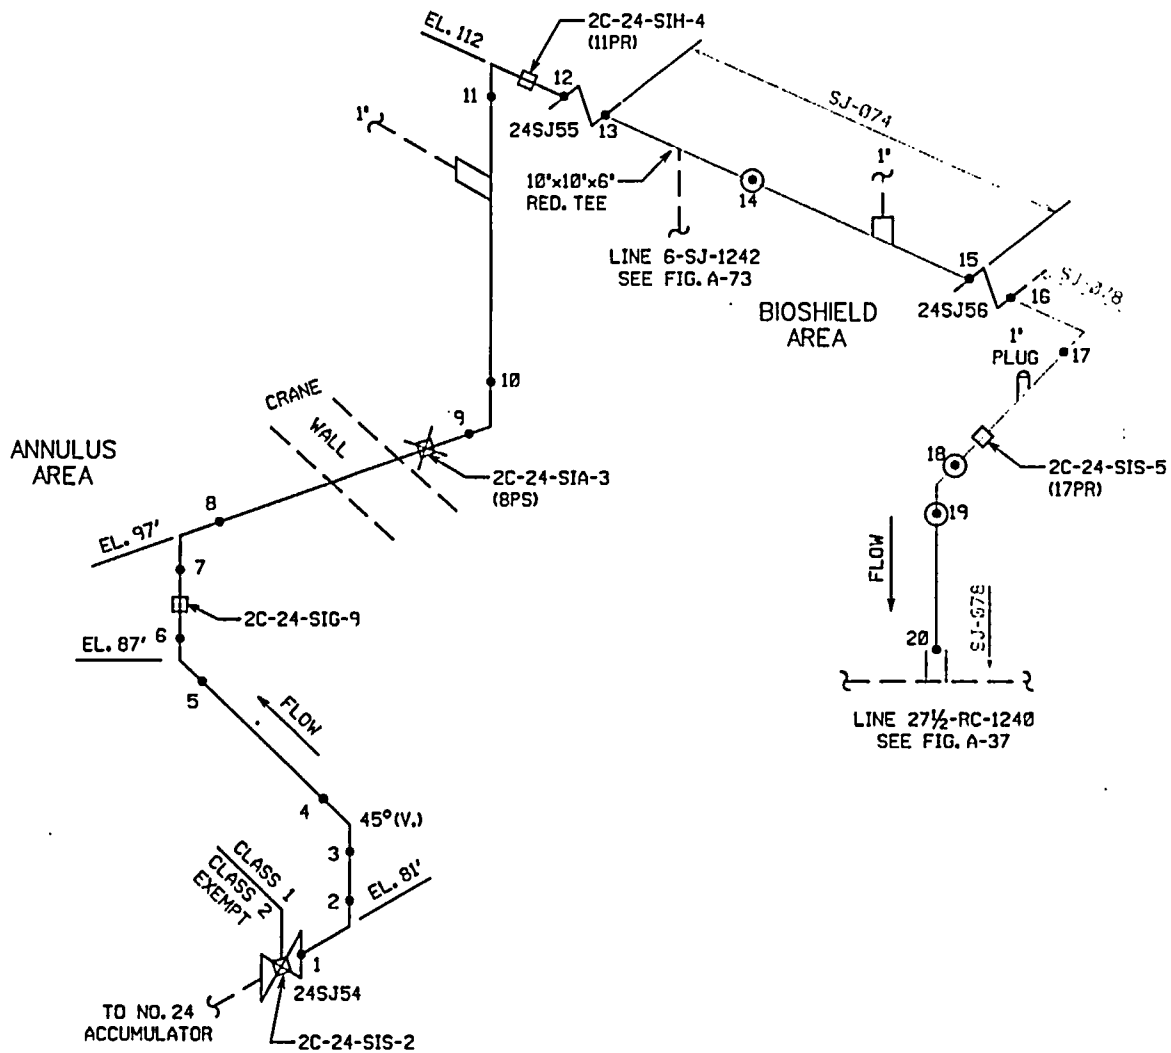 EL. 112
2C-24-SIH-4
(11PR)
12
11
1"
24SJ55
13
SJ-074
10"x10"x6"
RED. TEE
14
1"
LINE 6-SJ-1242
SEE FIG. A-73
15
24SJ56
16
SJ-078
BIOSHIELD
AREA
1"
PLUG
17
10
CRANE
WALL
9
ANNULUS
AREA
2C-24-SIA-3
(8PS)
18
2C-24-SIS-5
(17PR)
8
19
EL. 97'
7
FLOW
2C-24-SIG-9
6
EL. 87'
20
SJ-078
5
FLOW
LINE 27½-RC-1240
SEE FIG. A-37
4
45°(V.)
3
CLASS 1
CLASS 2
EXEMPT
2
EL. 81'
1
24SJ54
TO NO. 24
ACCUMULATOR
2C-24-SIS-2